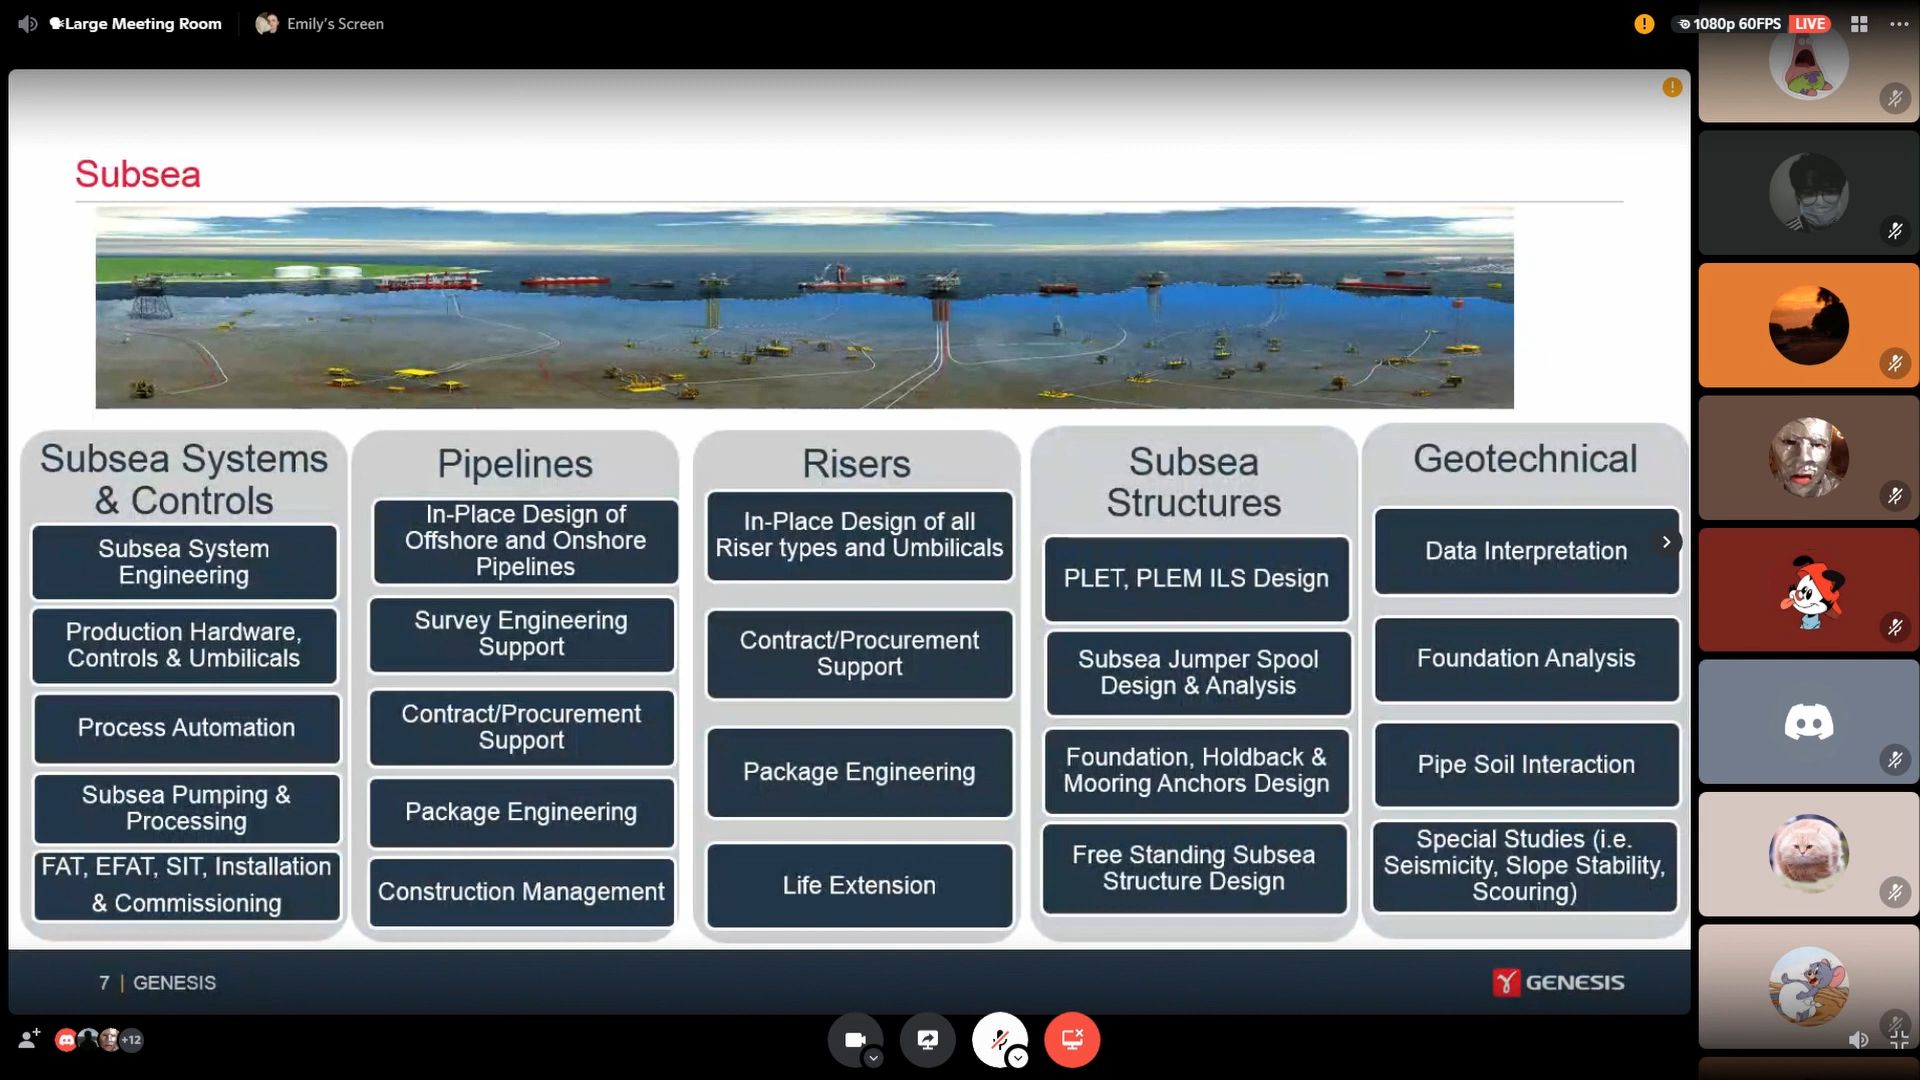 🗣Large Meeting Room
Emily's Screen
1080p 60FPS
LIVE
Subsea
Subsea Systems
& Controls
Subsea System
Engineering
Production Hardware,
Controls & Umbilicals
Process Automation
Subsea Pumping &
Processing
FAT, EFAT, SIT, Installation
& Commissioning
Pipelines
In-Place Design of
Offshore and Onshore
Pipelines
Survey Engineering
Support
Contract/Procurement
Support
Package Engineering
Construction Management
Risers
In-Place Design of all
Riser types and Umbilicals
Contract/Procurement
Support
Package Engineering
Life Extension
Subsea
Structures
PLET, PLEM ILS Design
Subsea Jumper Spool
Design & Analysis
Foundation, Holdback &
Mooring Anchors Design
Free Standing Subsea
Structure Design
Geotechnical
Data Interpretation
Foundation Analysis
Pipe Soil Interaction
Special Studies (i.e.
Seismicity, Slope Stability,
Scouring)
7 | GENESIS
GENESIS
+12